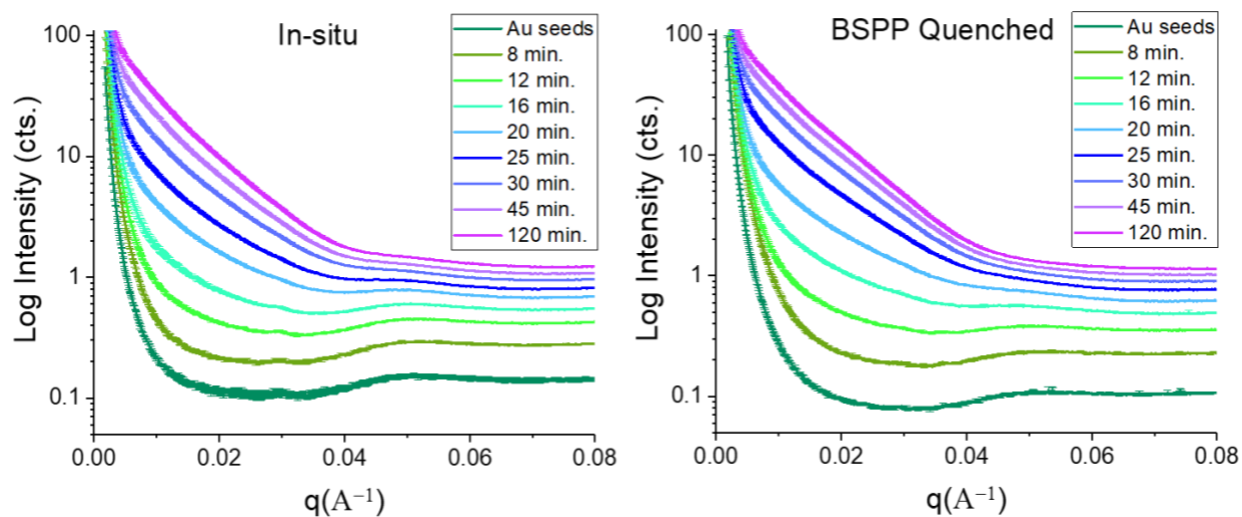 In-situ
Au seeds
8 min.
12 min.
16 min.
20 min.
25 min.
30 min.
45 min.
120 min.
Log Intensity (cts.)
100
10
1
0.1
0.00
0.02
0.04
0.06
0.08
q(A⁻¹)
BSPP Quenched
Au seeds
8 min.
12 min.
16 min.
20 min.
25 min.
30 min.
45 min.
120 min.
Log Intensity (cts.)
100
10
1
0.1
0.00
0.02
0.04
0.06
0.08
q(A⁻¹)